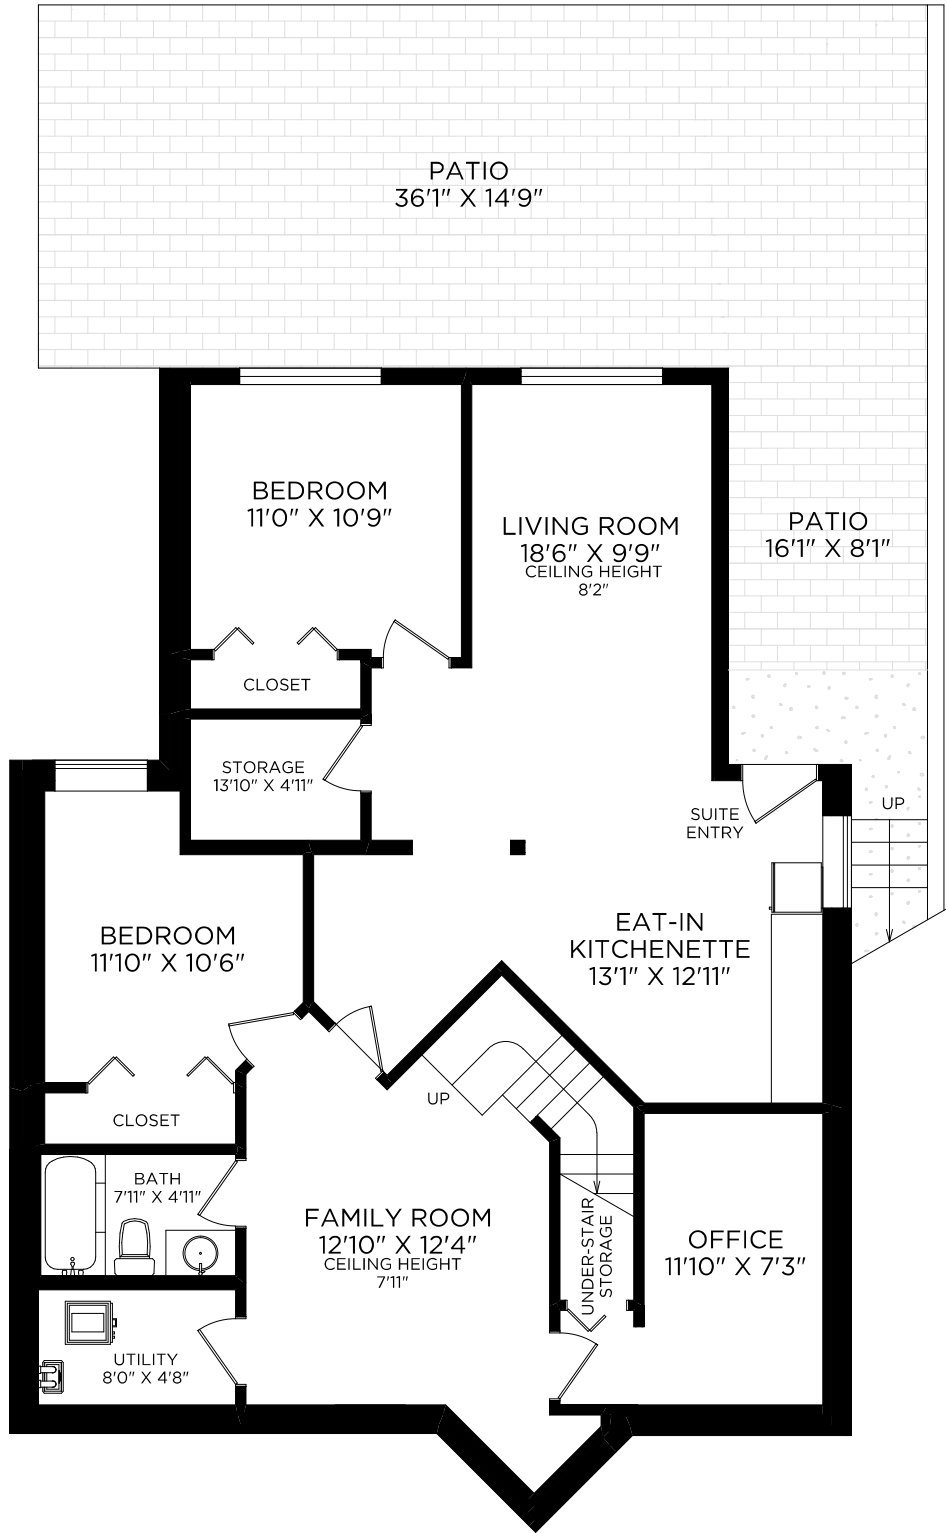 PATIO
36'1" X 14'9"
BEDROOM
11'0" X 10'9"
LIVING ROOM
18'6" X 9'9"
CEILING HEIGHT
8'2"
PATIO
16'1" X 8'1"
CLOSET
STORAGE
13'10" X 4'11"
SUITE
ENTRY
UP
BEDROOM
11'10" X 10'6"
EAT-IN
KITCHENETTE
13'1" X 12'11"
UP
CLOSET
BATH
7'11" X 4'11"
FAMILY ROOM
12'10" X 12'4"
CEILING HEIGHT
7'11"
UNDER-STAIR
STORAGE
OFFICE
11'10" X 7'3"
UTILITY
8'0" X 4'8"